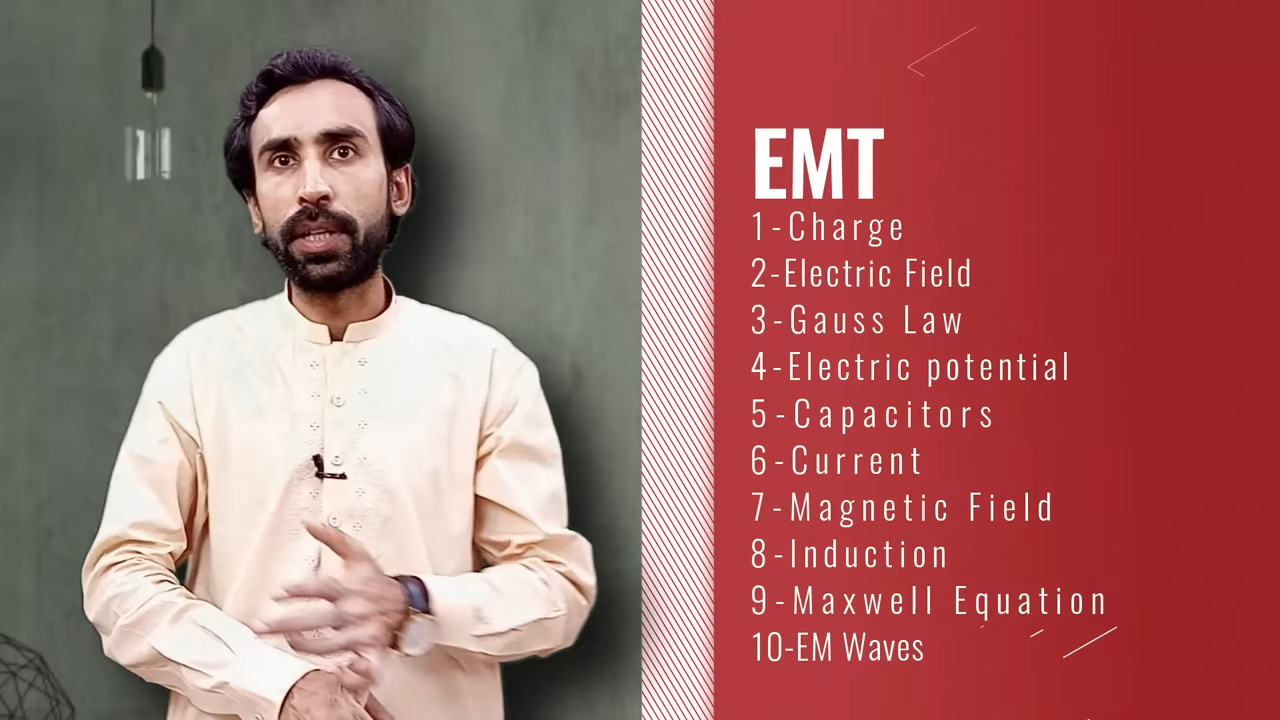 EMT
1-Charge
2-Electric Field
3-Gauss Law
4-Electric potential
5-Capacitors
6-Current
7-Magnetic Field
8-Induction
9-Maxwell Equation
10-EM Waves